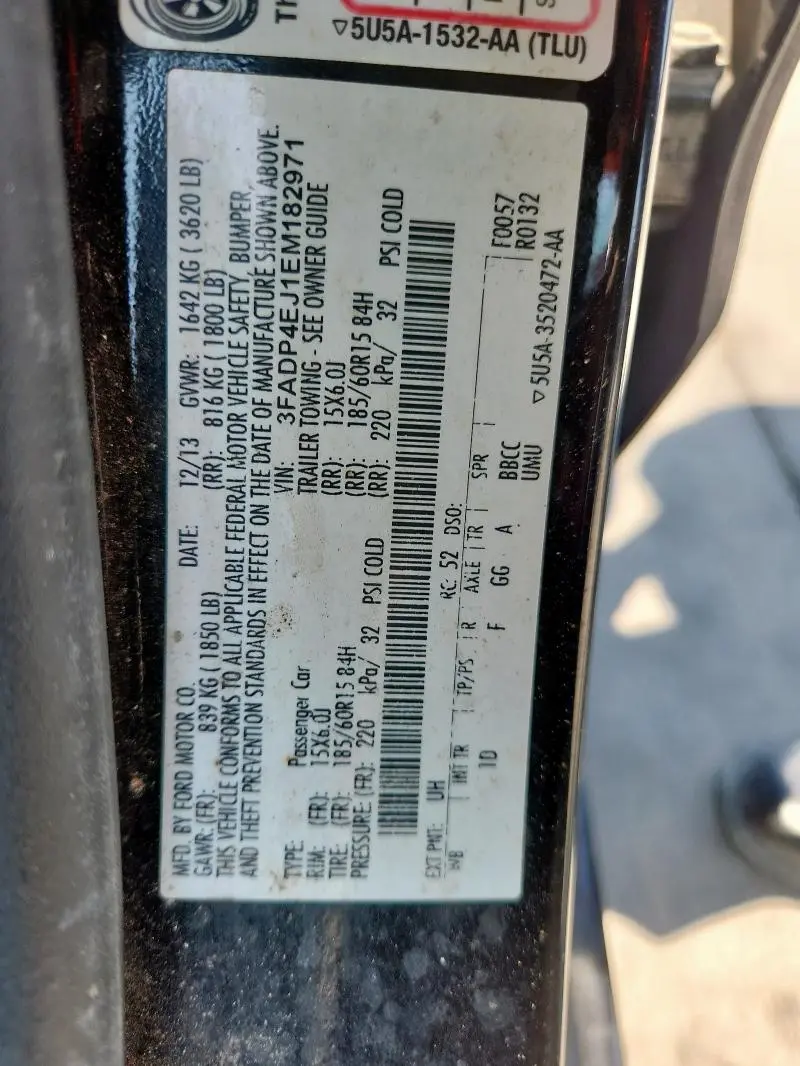 5U5A-1532-AA (TLU)
MFD. BY FORD MOTOR CO.
DATE: 12/13 GVWR: 1642 KG ( 3620 LB)
GAWR: (FR): 839 KG ( 1850 LB) (RR): 816 KG ( 1800 LB)
THIS VEHICLE CONFORMS TO ALL APPLICABLE FEDERAL MOTOR VEHICLE SAFETY, BUMPER,
AND THEFT PREVENTION STANDARDS IN EFFECT ON THE DATE OF MANUFACTURE SHOWN ABOVE.
VIN: 3FADP4EJ1EM182971
TYPE: Passenger Car TRAILER TOWING - SEE OWNER GUIDE
RIM: (FR): 15X6.0J (RR): 15X6.0J
TIRE: (FR): 185/60R15 84H (RR): 185/60R15 84H
PRESSURE: (FR): 220 kPa/ 32 PSI COLD (RR): 220 kPa/ 32 PSI COLD
EXT PNT: UH RC: 52 DSO:
WB INT TR TP/PS R AXLE TR SPR F0057
1D F GG A BBCC R0132
UMU
5U5A-3520472-AA